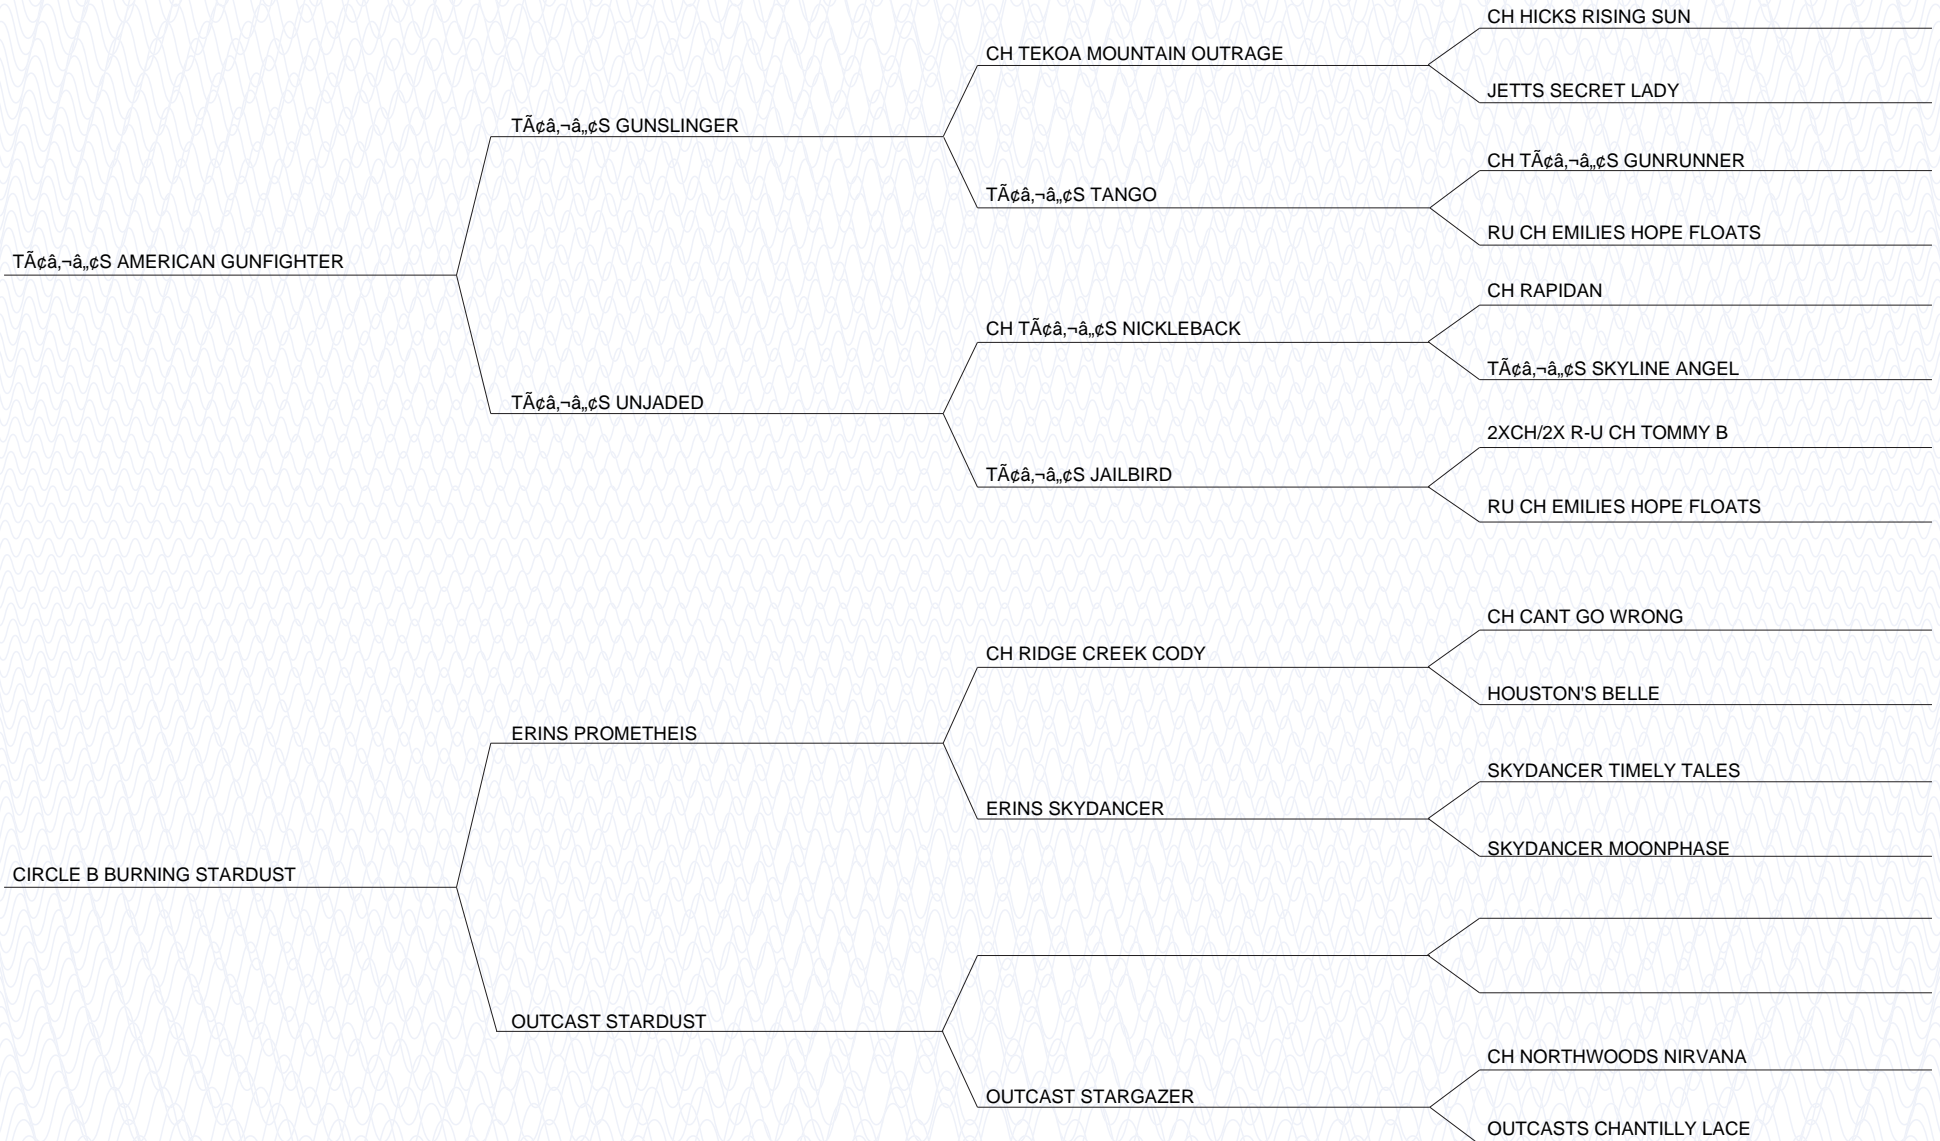 CH HICKS RISING SUN
CH TEKOA MOUNTAIN OUTRAGE
JETTS SECRET LADY
TÃ¢â‚¬â„¢S GUNSLINGER
CH TÃ¢â‚¬â„¢S GUNRUNNER
TÃ¢â‚¬â„¢S TANGO
RU CH EMILIES HOPE FLOATS
TÃ¢â‚¬â„¢S AMERICAN GUNFIGHTER
CH RAPIDAN
CH TÃ¢â‚¬â„¢S NICKLEBACK
TÃ¢â‚¬â„¢S SKYLINE ANGEL
TÃ¢â‚¬â„¢S UNJADED
2XCH/2X R-U CH TOMMY B
TÃ¢â‚¬â„¢S JAILBIRD
RU CH EMILIES HOPE FLOATS
CH CANT GO WRONG
CH RIDGE CREEK CODY
HOUSTON'S BELLE
ERINS PROMETHEIS
SKYDANCER TIMELY TALES
ERINS SKYDANCER
SKYDANCER MOONPHASE
CIRCLE B BURNING STARDUST
OUTCAST STARDUST
CH NORTHWOODS NIRVANA
OUTCAST STARGAZER
OUTCASTS CHANTILLY LACE